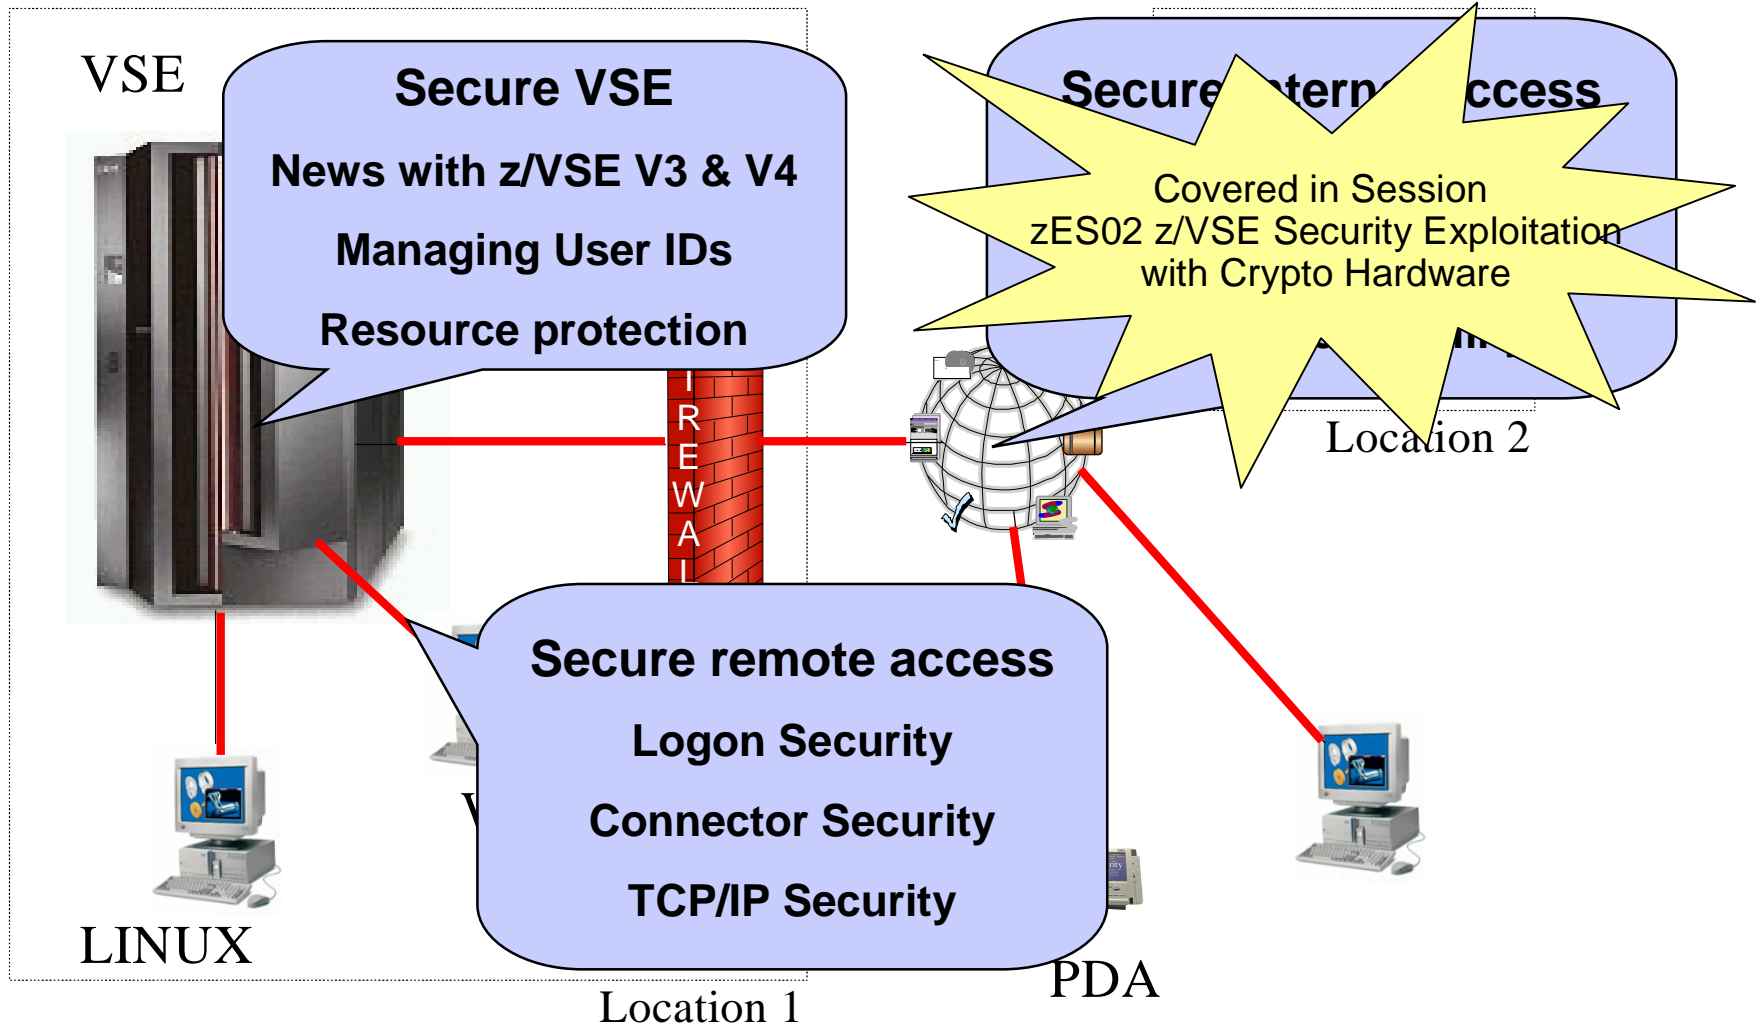 VSE
Secure VSE
News with z/VSE V3 & V4
Managing User IDs
Resource protection
Secure
Covered in Session
zES02 z/VSE Security Exploitation
with Crypto Hardware
Location 2
Secure remote access
Logon Security
Connector Security
TCP/IP Security
LINUX
PDA
Location 1